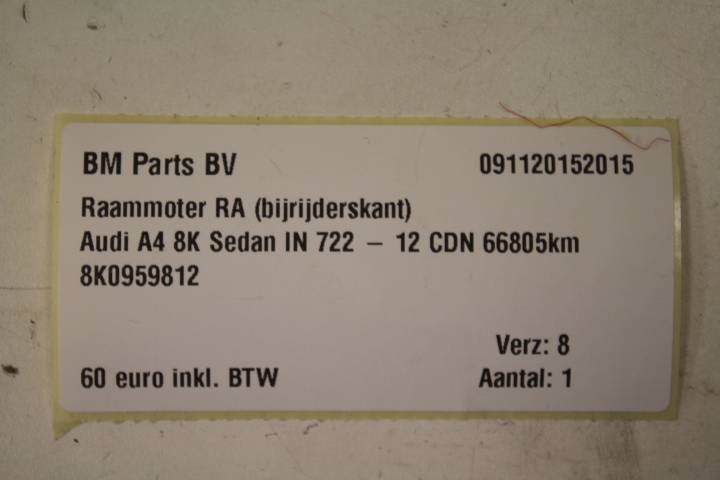 BM Parts BV 091120152015
Raammoter RA (bijrijderskant)
Audi A4 8K Sedan IN 722 – 12 CDN 66805km
8K0959812
Verz: 8
60 euro inkl. BTW Aantal: 1